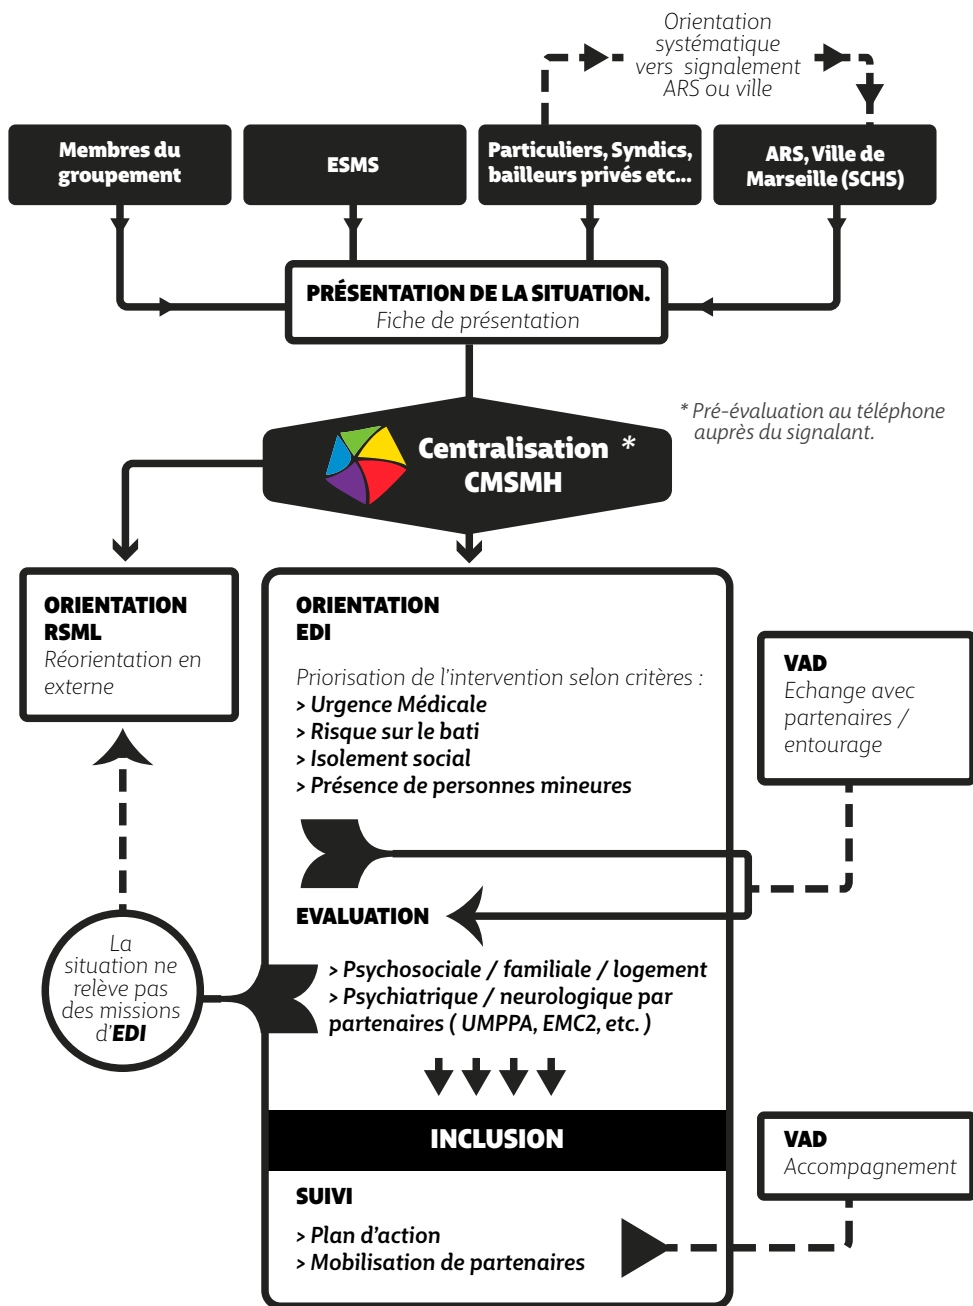 Orientation
systématique
vers signalement
ARS ou ville
Membres du
groupement
ESMS
Particuliers, Syndics,
bailleurs privés etc...
ARS, Ville de
Marseille (SCHS)
PRÉSENTATION DE LA SITUATION.
Fiche de présentation
* Pré-évaluation au téléphone
auprès du signalant.
Centralisation *
CMSMH
ORIENTATION
RSML
Réorientation en
externe
ORIENTATION
EDI
Priorisation de l'intervention selon critères :
> Urgence Médicale
> Risque sur le bati
> Isolement social
> Présence de personnes mineures
VAD
Echange avec
partenaires /
entourage
EVALUATION
> Psychosociale / familiale / logement
> Psychiatrique / neurologique par
partenaires ( UMPPA, EMC2, etc. )
La
situation ne
relève pas
des missions
d'EDI
INCLUSION
SUIVI
> Plan d'action
> Mobilisation de partenaires
VAD
Accompagnement